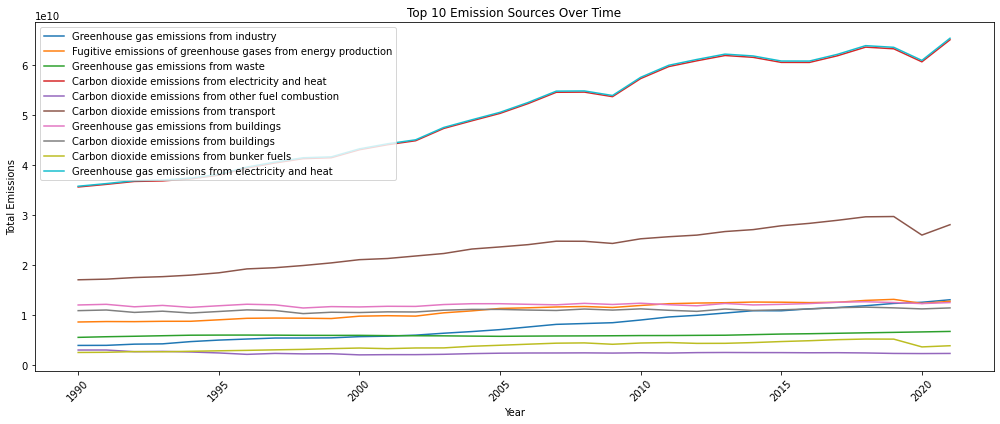 Top 10 Emission Sources Over Time
1e10
Greenhouse gas emissions from industry
Fugitive emissions of greenhouse gases from energy production
Greenhouse gas emissions from waste
Carbon dioxide emissions from electricity and heat
Carbon dioxide emissions from other fuel combustion
Carbon dioxide emissions from transport
Greenhouse gas emissions from buildings
Carbon dioxide emissions from buildings
Carbon dioxide emissions from bunker fuels
Greenhouse gas emissions from electricity and heat
Total Emissions
6
5
4
3
2
1
0
1990
1995
2000
2005
2010
2015
2020
Year